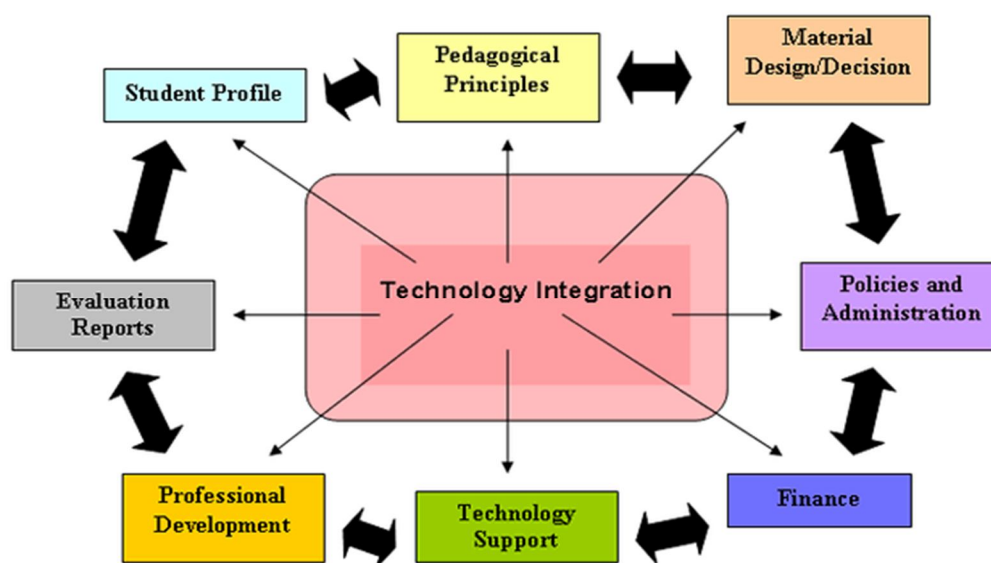 Student Profile
Pedagogical
Principles
Material
Design/Decision
Technology Integration
Evaluation
Reports
Policies and
Administration
Professional
Development
Technology
Support
Finance